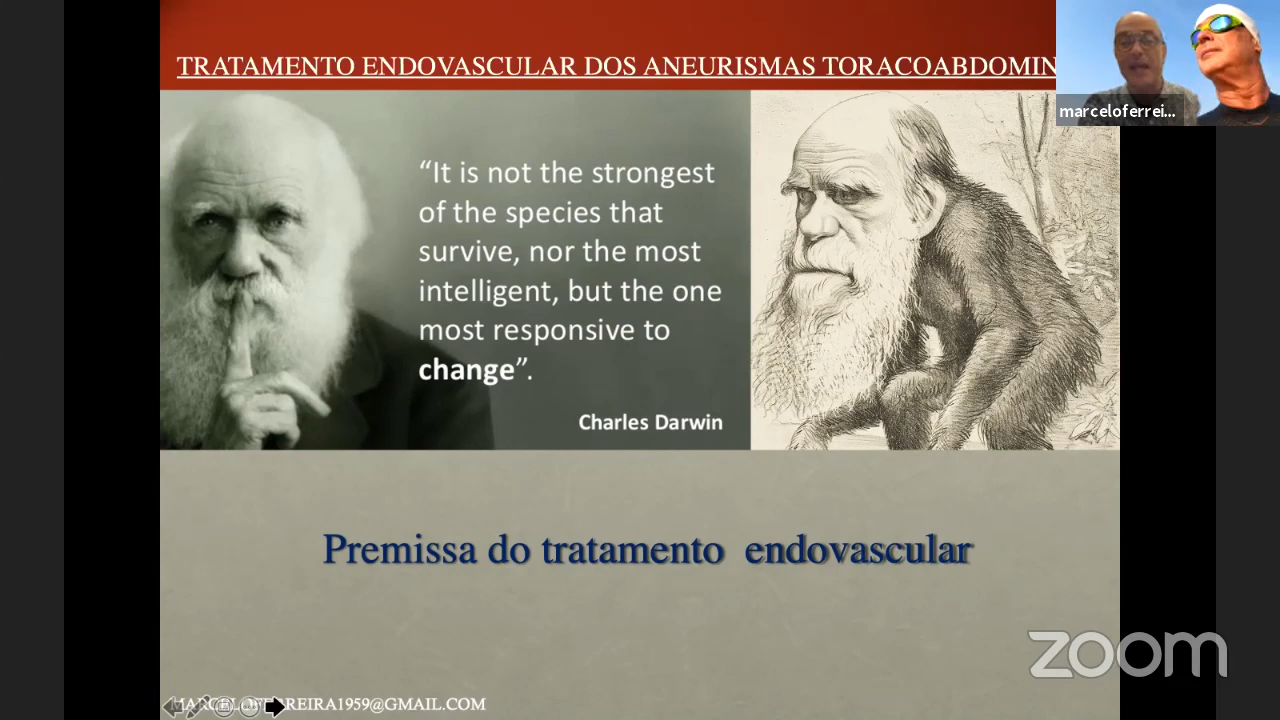 TRATAMENTO ENDOVASCULAR DOS ANEURISMAS TORACOABDOMIN
marceloferrei...
“It is not the strongest
of the species that
survive, nor the most
intelligent, but the one
most responsive to
change”.
Charles Darwin
Premissa do tratamento endovascular
zoom
MARCELOFERREIRA1959@GMAIL.COM